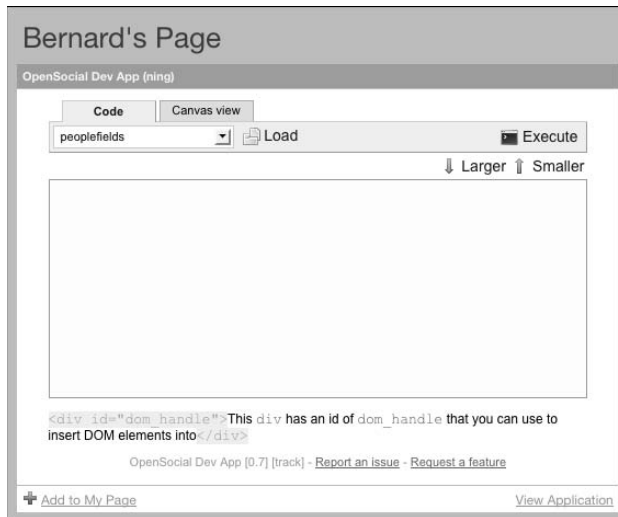 Bernard's Page
OpenSocial Dev App (ning)
Code Canvas view
peoplefields Load Execute
Larger Smaller
<div id="dom_handle">This div has an id of dom_handle that you can use to
insert DOM elements into</div>
OpenSocial Dev App [0.7] [track] - Report an issue - Request a feature
Add to My Page View Application